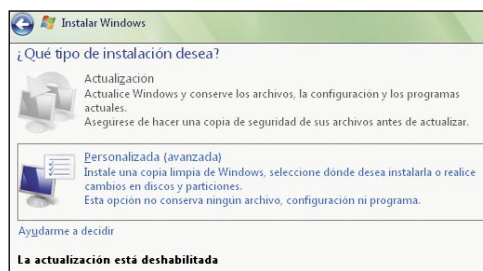 Instalar Windows
¿Qué tipo de instalación desea?
Actualización
Actualice Windows y conserve los archivos, la configuración y los programas
actuales.
Asegúrese de hacer una copia de seguridad de sus archivos antes de actualizar.
Personalizada (avanzada)
Instale una copia limpia de Windows, seleccione dónde desea instalarla o realice
cambios en discos y particiones.
Esta opción no conserva ningún archivo, configuración ni programa.
Ayudarme a decidir
La actualización está deshabilitada